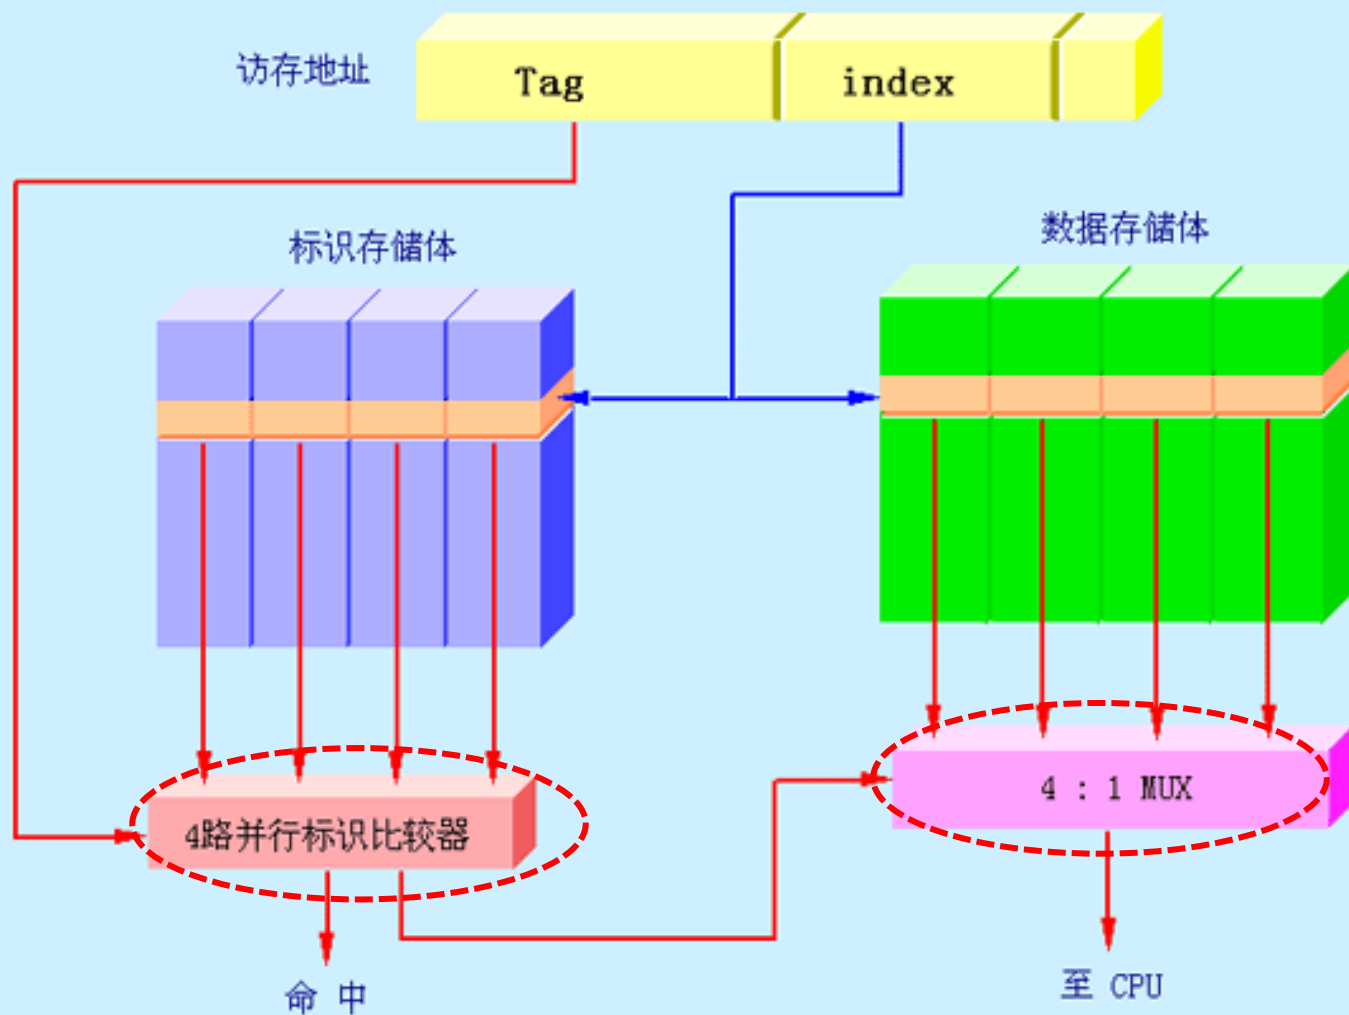 访存地址
Tag
index
标识存储体
数据存储体
4路并行标识比较器
4 : 1 MUX
命 中
至 CPU